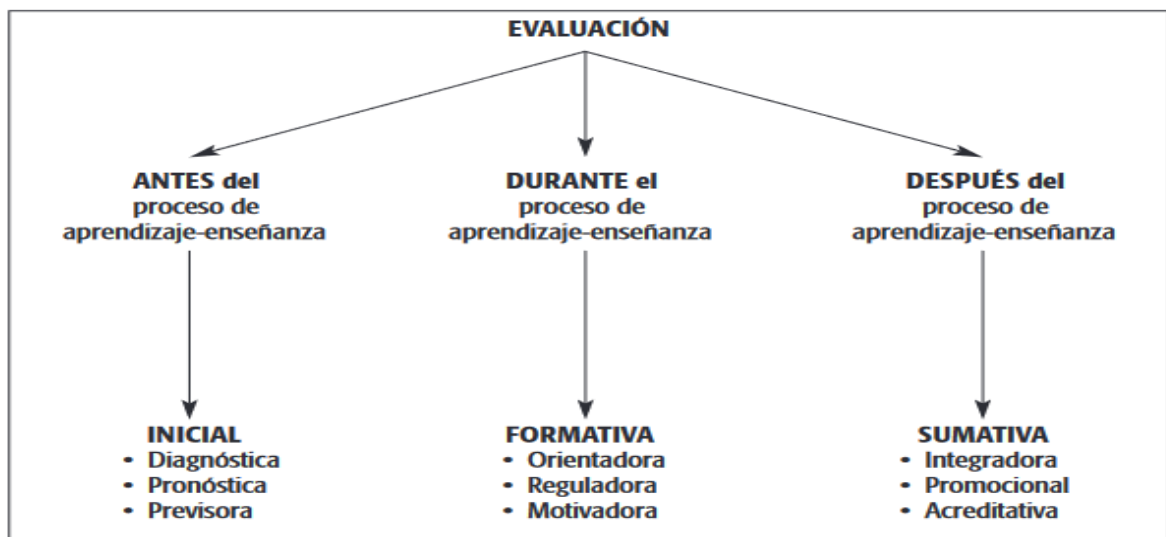 EVALUACIÓN
ANTES del
proceso de
aprendizaje-enseñanza
DURANTE el
proceso de
aprendizaje-enseñanza
DESPUÉS del
proceso de
aprendizaje-enseñanza
INICIAL
• Diagnóstica
• Pronóstica
• Previsora
FORMATIVA
• Orientadora
• Reguladora
• Motivadora
SUMATIVA
• Integradora
• Promocional
• Acreditativa